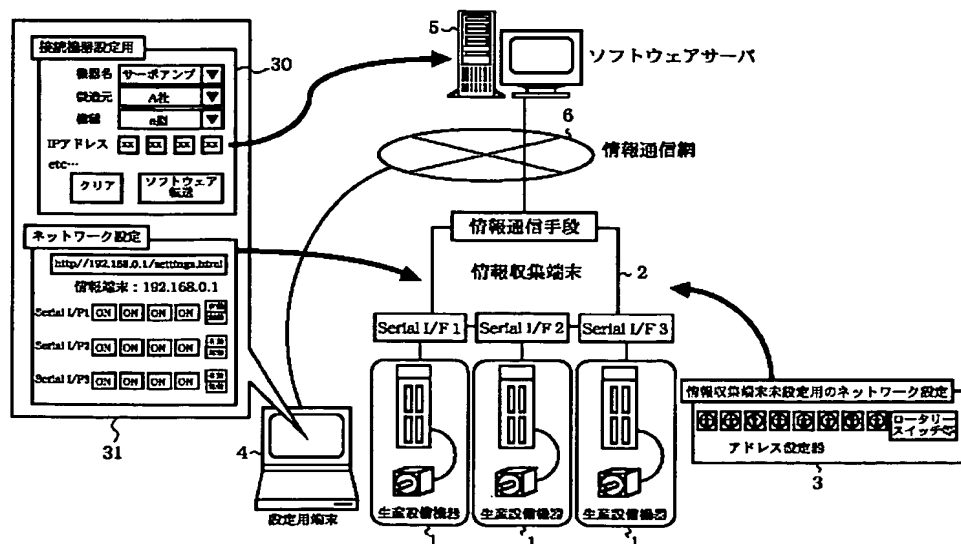 接続機器設定用
機器名 サーボアンプ
製造元 A社
機種
IPアドレス xx xx xx xx
etc…
クリア
ソフトウェア
転送
30
ネットワーク設定
http//192.168.0.1/settings.html
情報端末：192.168.0.1
Serial I/F1 ON ON ON ON
Serial I/F2 ON ON ON ON
Serial I/F3 ON ON ON ON
31
4
設定用端末
5
ソフトウェアサーバ
6
情報通信網
情報通信手段
情報収集端末
2
Serial I/F 1
Serial I/F 2
Serial I/F 3
生産設備機器
生産設備機器
生産設備機器
1
1
1
情報収集端末未設定用のネットワーク設定
ロータリー
スイッチ
アドレス設定部
3